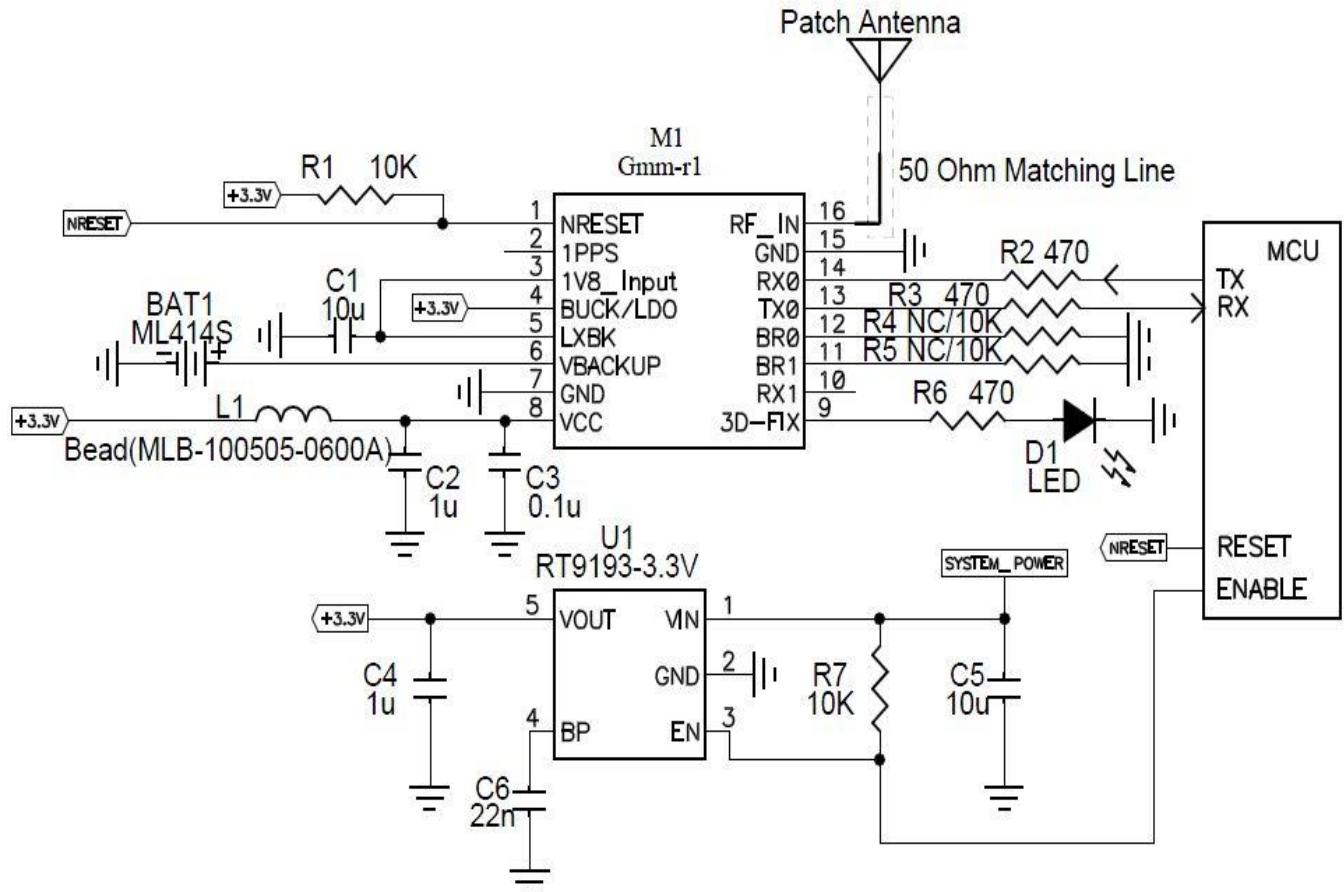 Patch Antenna
M1
Gmm-r1
50 Ohm Matching Line
R1 10K
+3.3V
NRESET
1 NRESET
2 1PPS
3 1V8_Input
4 BUCK/LDO
5 LXBK
6 VBACKUP
7 GND
8 VCC
RF_IN 16
GND 15
RX0 14
TX0 13
BR0 12
BR1 11
RX1 10
3D-FIX 9
C1
10u
+3.3V
BAT1
ML414S
- +
+3.3V
L1
Bead(MLB-100505-0600A)
C2
1u
C3
0.1u
R2 470
R3 470
R4 NC/10K
R5 NC/10K
R6 470
D1
LED
MCU
TX
RX
RESET
ENABLE
NRESET
U1
RT9193-3.3V
SYSTEM_POWER
+3.3V
5 VOUT
VIN 1
GND 2
4 BP
EN 3
C4
1u
R7
10K
C5
10u
C6
22n